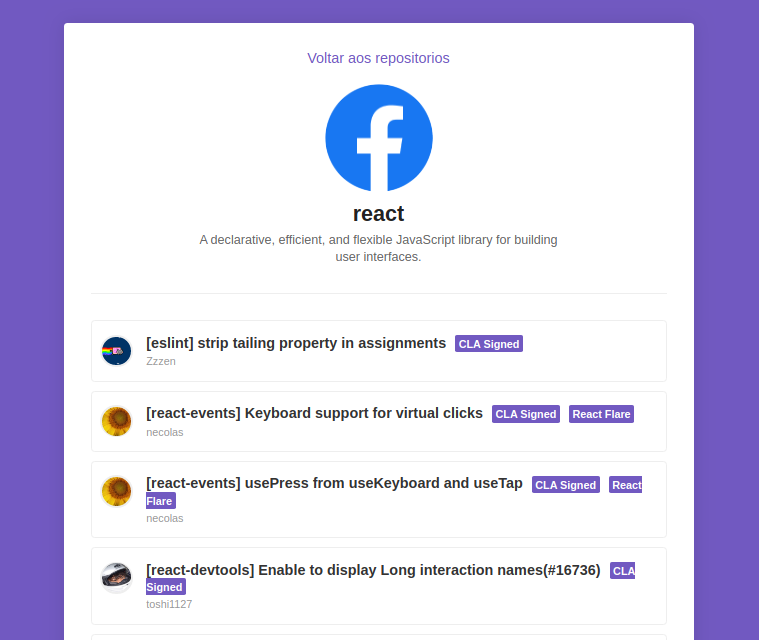 Voltar aos repositorios
react
A declarative, efficient, and flexible JavaScript library for building
user interfaces.
[eslint] strip tailing property in assignments CLA Signed
Zzzen
[react-events] Keyboard support for virtual clicks CLA Signed React Flare
necolas
[react-events] usePress from useKeyboard and useTap CLA Signed React
Flare
necolas
[react-devtools] Enable to display Long interaction names(#16736) CLA
Signed
toshi1127